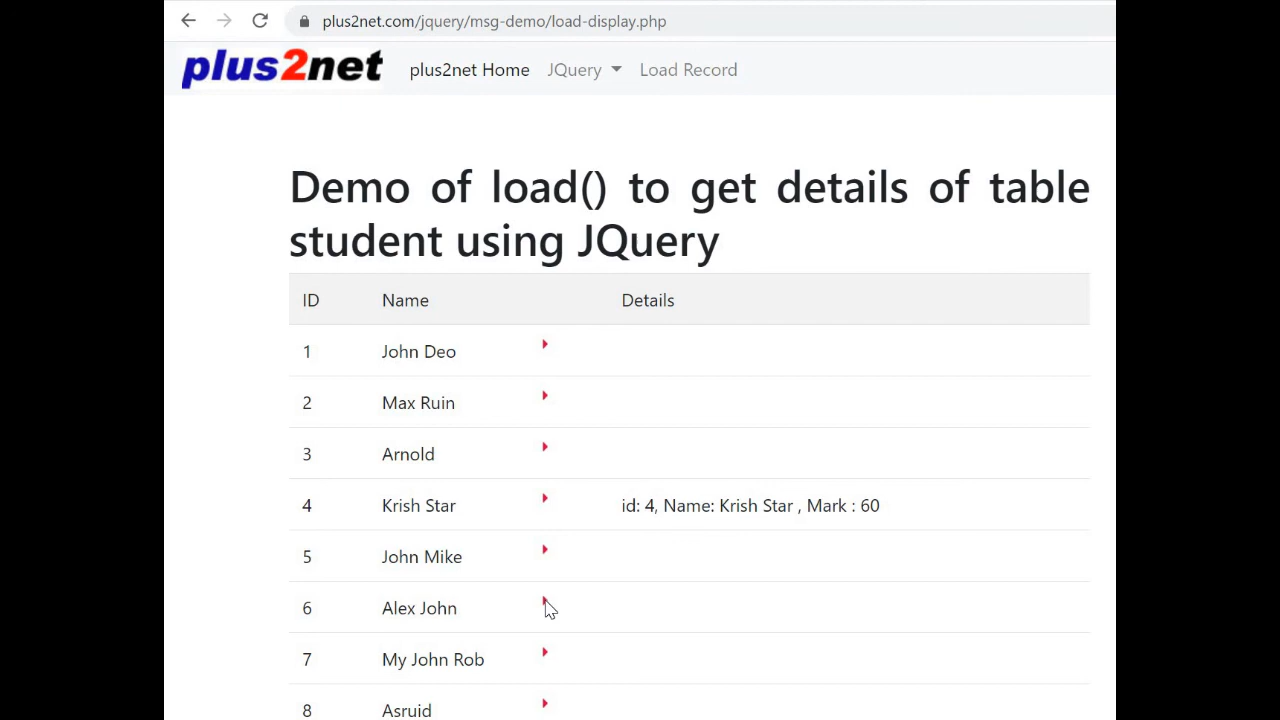 plus2net.com/jquery/msg-demo/load-display.php
plus2net plus2net Home JQuery Load Record
Demo of load() to get details of table
student using JQuery
ID Name Details
1 John Deo
2 Max Ruin
3 Arnold
4 Krish Star id: 4, Name: Krish Star , Mark : 60
5 John Mike
6 Alex John
7 My John Rob
8 Asruid